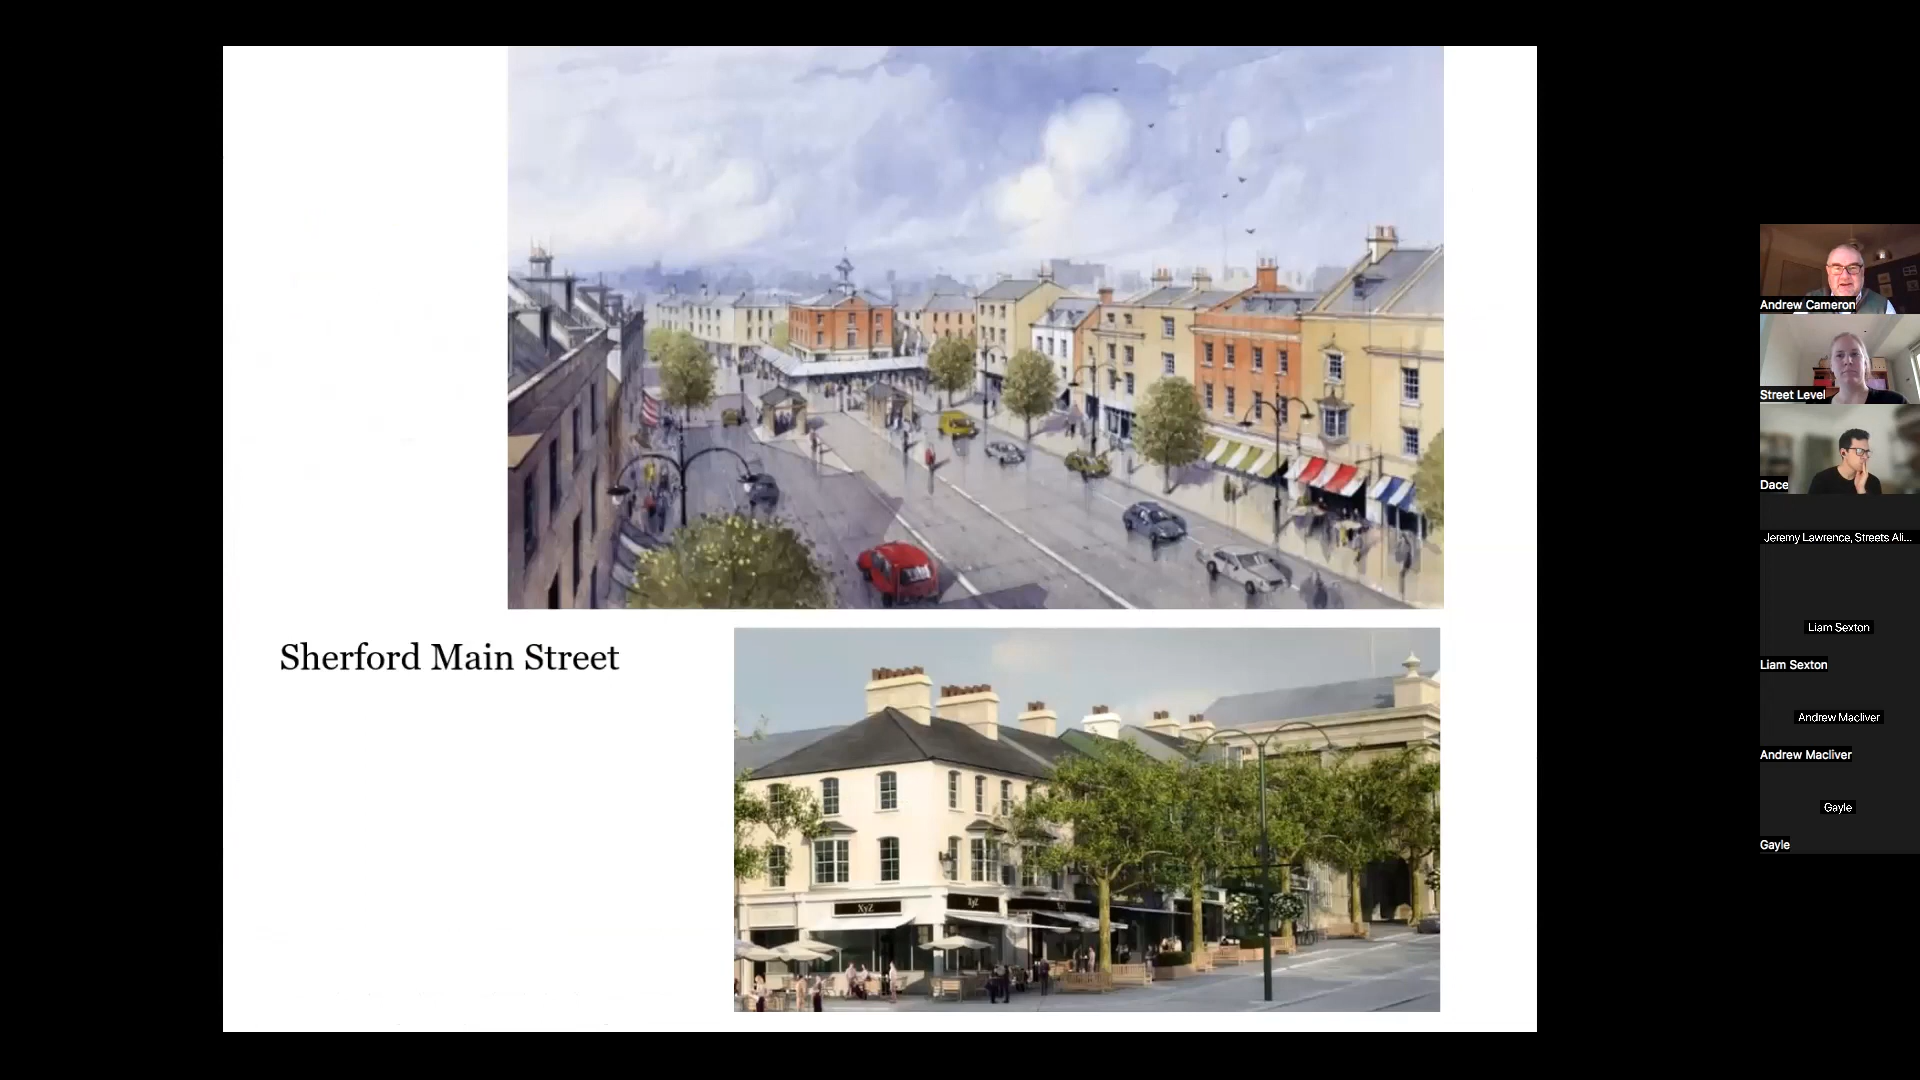 Sherford Main Street
XyZ
XyZ
Andrew Cameron
Street Level
Dace
Jeremy Lawrence, Streets Ali...
Liam Sexton
Liam Sexton
Andrew Macliver
Andrew Macliver
Gayle
Gayle